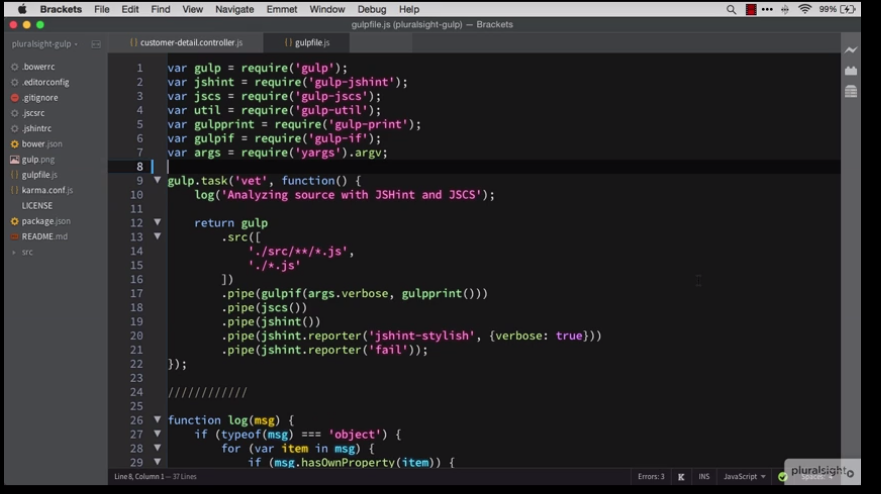 Brackets File Edit Find View Navigate Emmet Window Debug Help 99%
gulpfile.js (pluralsight-gulp) — Brackets
pluralsight-gulp
customer-detail.controller.js gulpfile.js
.bowerrc
.editorconfig
.gitignore
.jscsrc
.jshintrc
bower.json
gulp.png
gulpfile.js
karma.conf.js
LICENSE
package.json
README.md
src
1 var gulp = require('gulp');
2 var jshint = require('gulp-jshint');
3 var jscs = require('gulp-jscs');
4 var util = require('gulp-util');
5 var gulpprint = require('gulp-print');
6 var gulpif = require('gulp-if');
7 var args = require('yargs').argv;
8
9 gulp.task('vet', function() {
10 log('Analyzing source with JSHint and JSCS');
11
12 return gulp
13 .src([
14 './src/**/*.js',
15 './*.js'
16 ])
17 .pipe(gulpif(args.verbose, gulpprint()))
18 .pipe(jscs())
19 .pipe(jshint())
20 .pipe(jshint.reporter('jshint-stylish', {verbose: true}))
21 .pipe(jshint.reporter('fail'));
22 });
23
24 ////////////
25
26 function log(msg) {
27 if (typeof(msg) === 'object') {
28 for (var item in msg) {
29 if (msg.hasOwnProperty(item)) {
Line 8, Column 1 — 37 Lines Errors: 3 INS JavaScript Spaces: pluralsight